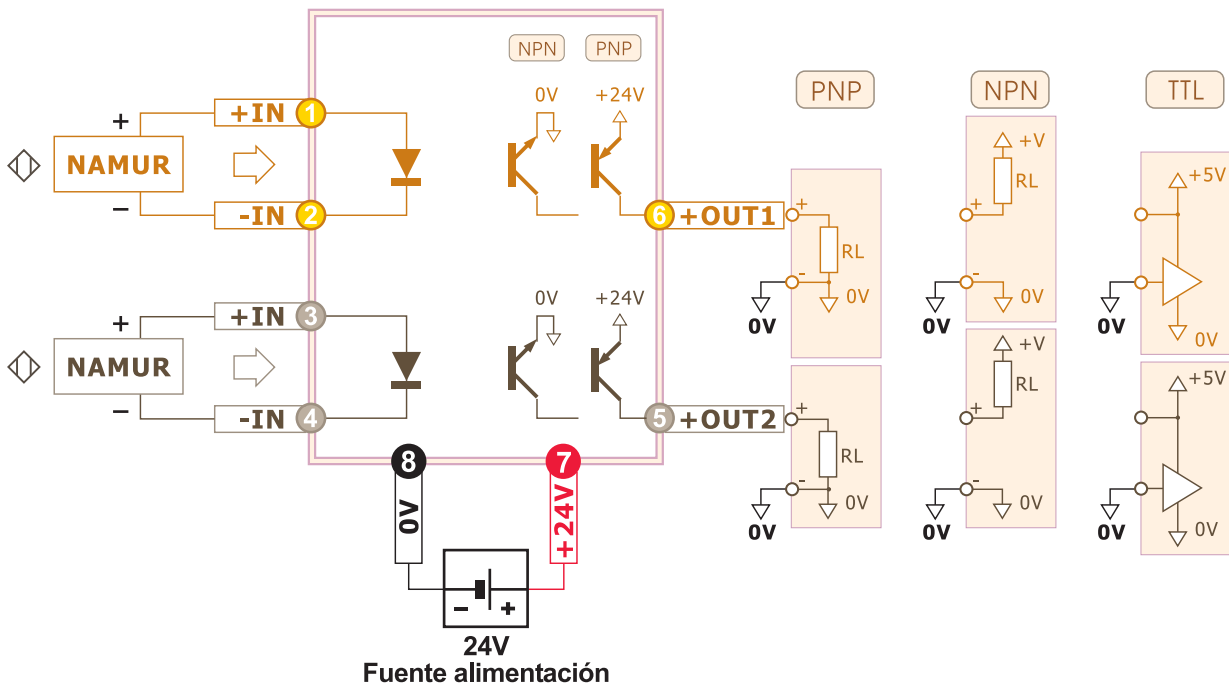 NPN PNP
PNP NPN TTL
0V +24V
+ +IN 1
NAMUR
− -IN 2
6 +OUT1
+ RL - 0V
0V
+V RL + - 0V
0V
+5V 0V
0V
0V +24V
+ +IN 3
NAMUR
− -IN 4
5 +OUT2
+ RL - 0V
0V
+V RL + - 0V
0V
+5V 0V
0V
8 7
0V +24V
− +
24V
Fuente alimentación